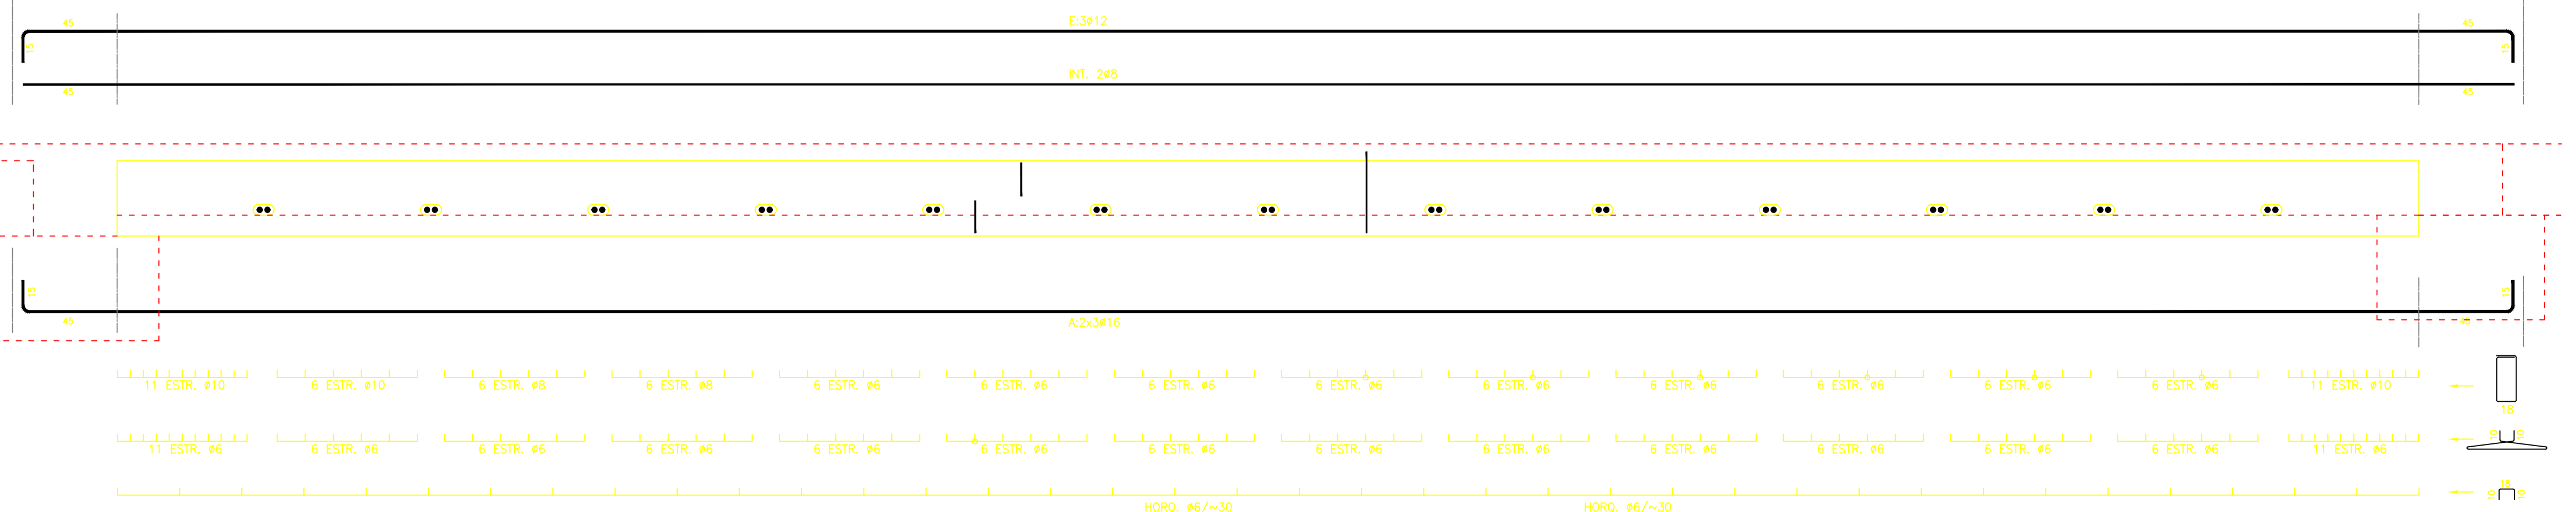 45 E:3ø12 45
15 15
INT. 2ø8
45 45
15 15
45 A:2x3ø16 45
11 ESTR. ø10 6 ESTR. ø10 6 ESTR. ø8 6 ESTR. ø8 6 ESTR. ø6 6 ESTR. ø6 6 ESTR. ø6 6 ESTR. ø6 6 ESTR. ø6 6 ESTR. ø6 6 ESTR. ø6 6 ESTR. ø6 6 ESTR. ø6 11 ESTR. ø10
18
10 10
11 ESTR. ø6 6 ESTR. ø6 6 ESTR. ø6 6 ESTR. ø6 6 ESTR. ø6 6 ESTR. ø6 6 ESTR. ø6 6 ESTR. ø6 6 ESTR. ø6 6 ESTR. ø6 6 ESTR. ø6 6 ESTR. ø6 6 ESTR. ø6 11 ESTR. ø6
18
10 10
HORQ. ø6/~30 HORQ. ø6/~30